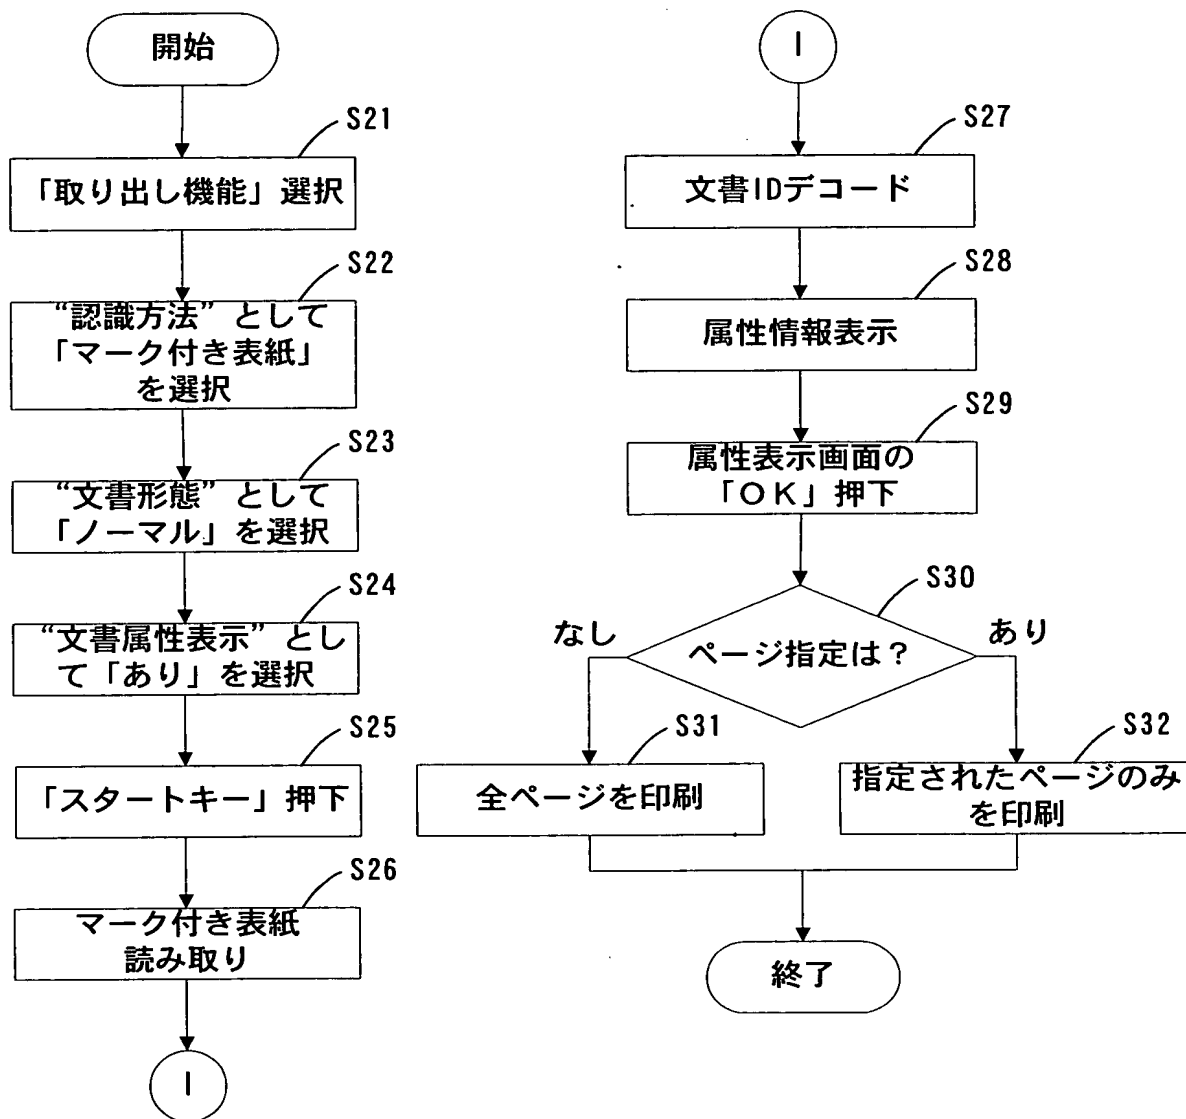 開始
S21
「取り出し機能」選択
S22
“認識方法”として
「マーク付き表紙」
を選択
S23
“文書形態”として
「ノーマル」を選択
S24
“文書属性表示”とし
て「あり」を選択
S25
「スタートキー」押下
S26
マーク付き表紙
読み取り
I
I
S27
文書IDデコード
S28
属性情報表示
S29
属性表示画面の
「OK」押下
S30
ページ指定は？
なし
あり
S31
全ページを印刷
S32
指定されたページのみ
を印刷
終了